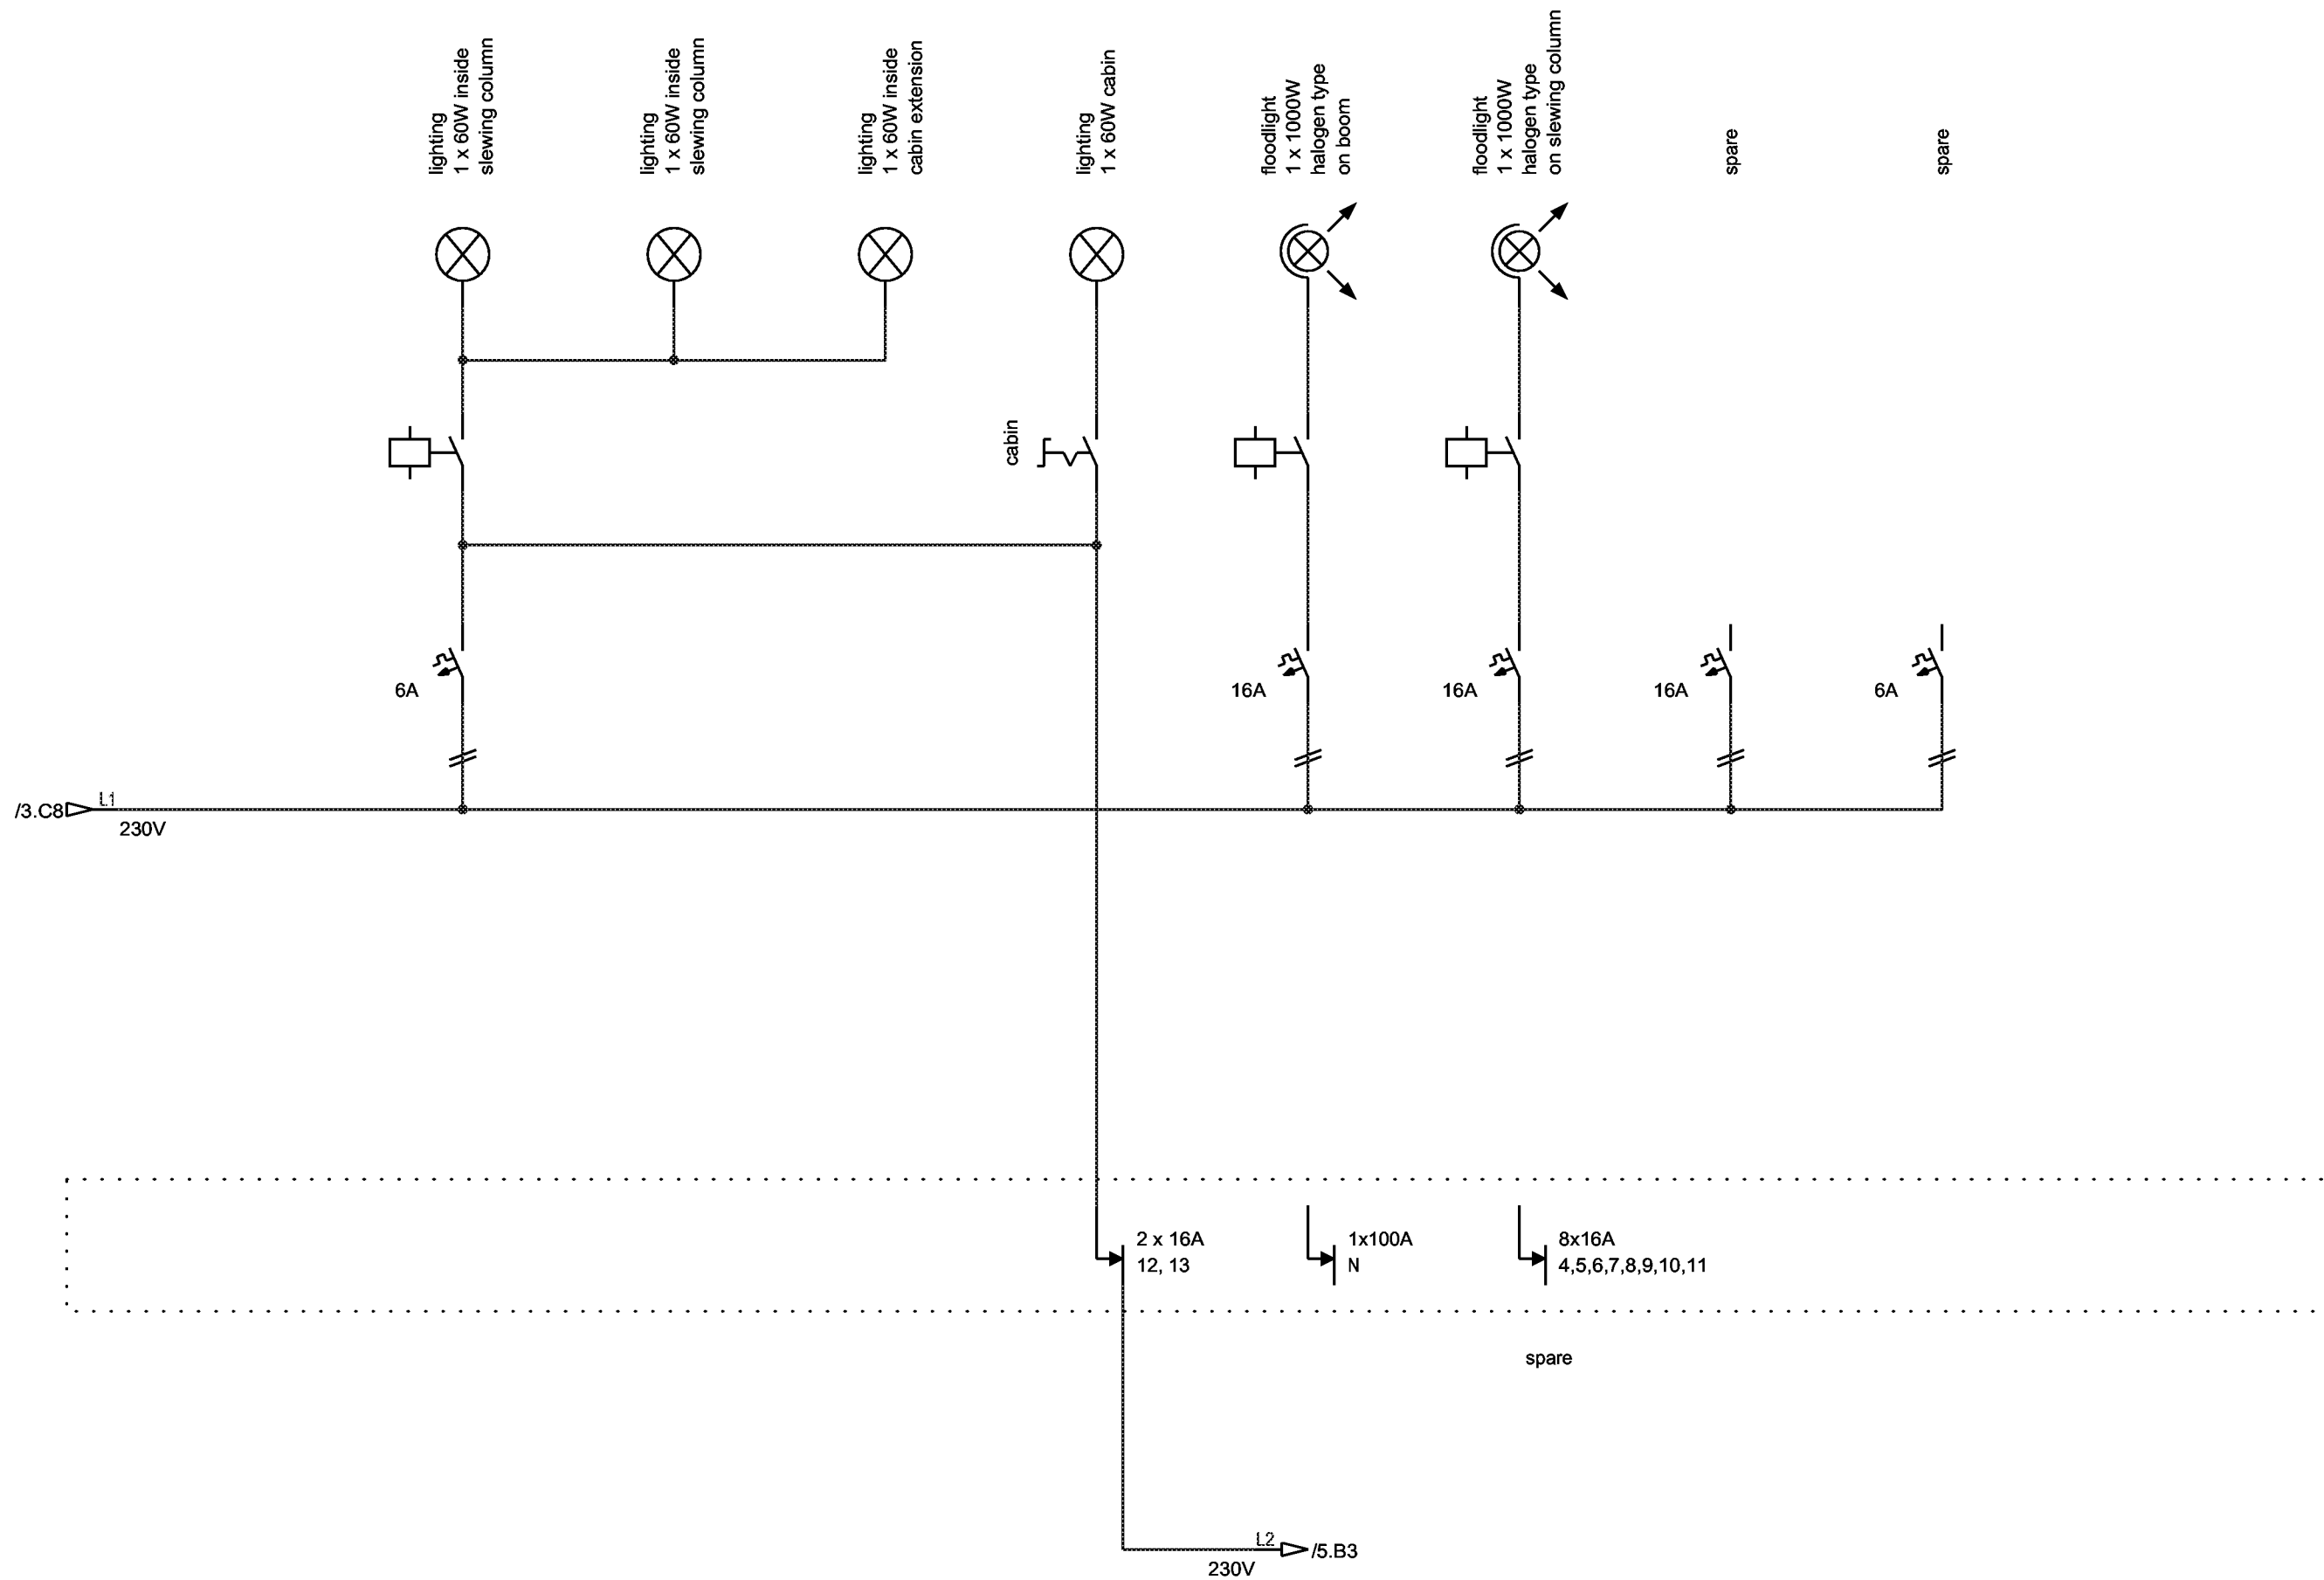 lighting
1 x 60W inside
slewing column
lighting
1 x 60W inside
slewing column
lighting
1 x 60W inside
cabin extension
lighting
1 x 60W cabin
floodlight
1 x 1000W
halogen type
on boom
floodlight
1 x 1000W
halogen type
on slewing column
spare
spare
cabin
6A
16A
16A
16A
6A
/3.C8
L1
230V
2 x 16A
12, 13
1x100A
N
8x16A
4,5,6,7,8,9,10,11
spare
L2
/5.B3
230V